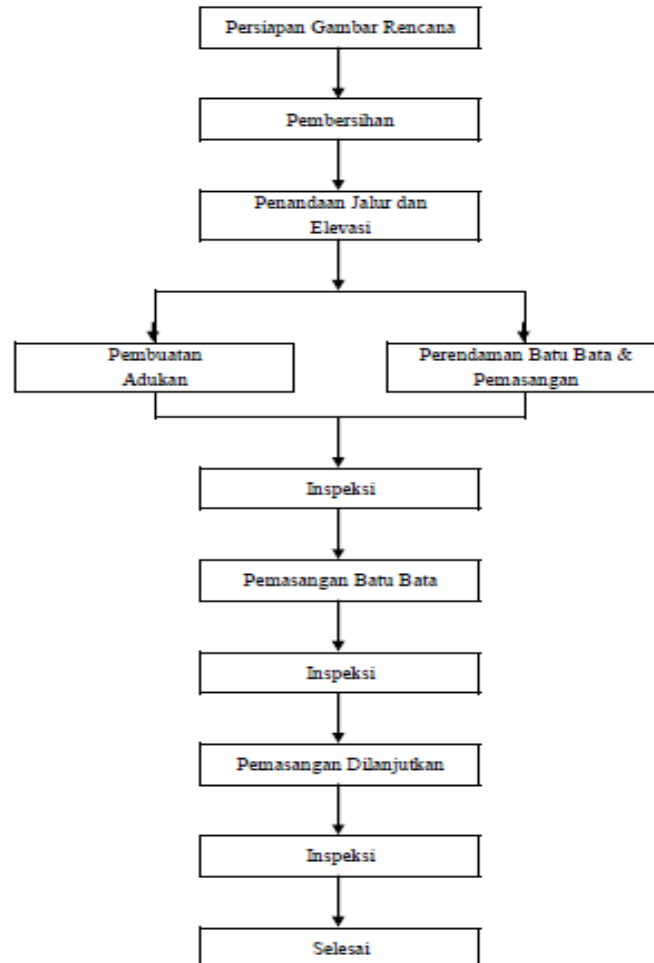 Persiapan Gambar Rencana
Pembersihan
Penandaan Jalur dan
Elevasi
Pembuatan
Adukan
Perendaman Batu Bata &
Pemasangan
Inspeksi
Pemasangan Batu Bata
Inspeksi
Pemasangan Dilanjutkan
Inspeksi
Selesai